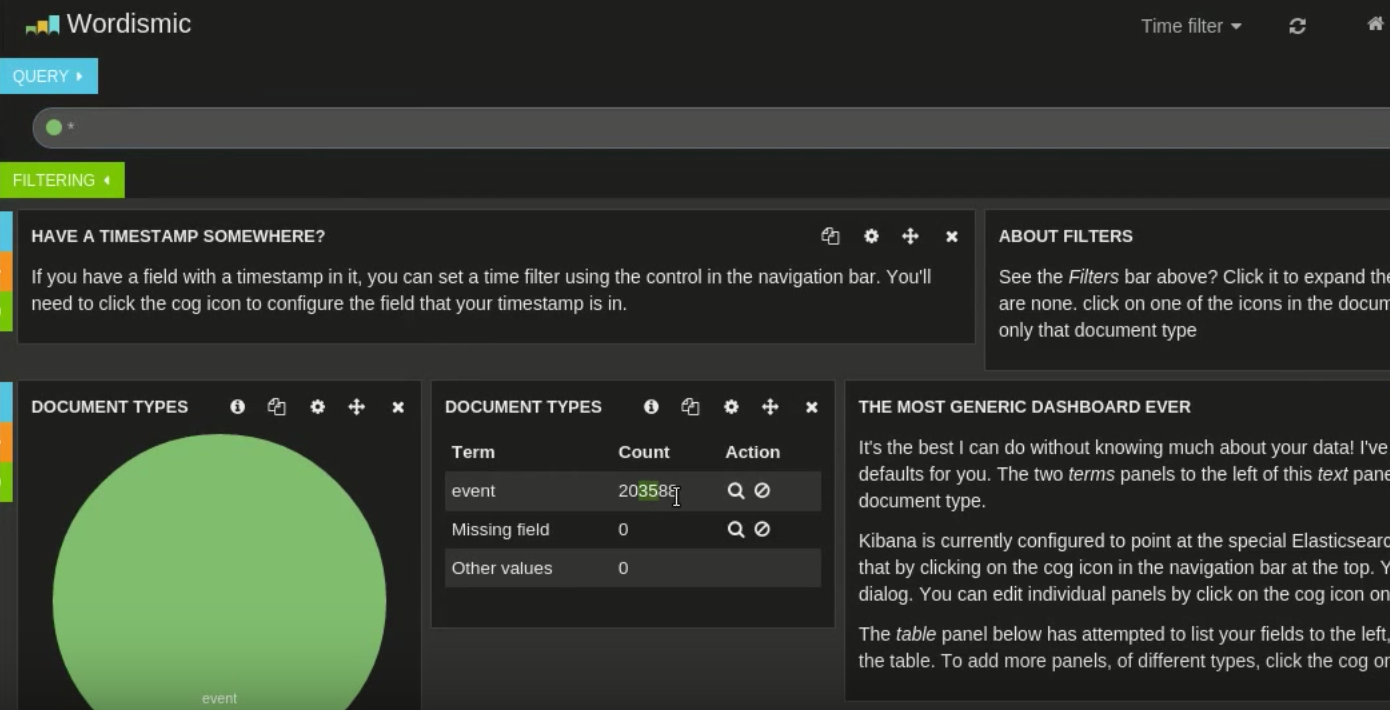 Wordismic
Time filter
QUERY
*
FILTERING
HAVE A TIMESTAMP SOMEWHERE?
If you have a field with a timestamp in it, you can set a time filter using the control in the navigation bar. You'll
need to click the cog icon to configure the field that your timestamp is in.
ABOUT FILTERS
See the Filters bar above? Click it to expand the
are none. click on one of the icons in the docum
only that document type
DOCUMENT TYPES
event
DOCUMENT TYPES
Term Count Action
event 203588
Missing field 0
Other values 0
THE MOST GENERIC DASHBOARD EVER
It's the best I can do without knowing much about your data! I've
defaults for you. The two terms panels to the left of this text pane
document type.
Kibana is currently configured to point at the special Elasticsearc
that by clicking on the cog icon in the navigation bar at the top. Y
dialog. You can edit individual panels by click on the cog icon on
The table panel below has attempted to list your fields to the left,
the table. To add more panels, of different types, click the cog on